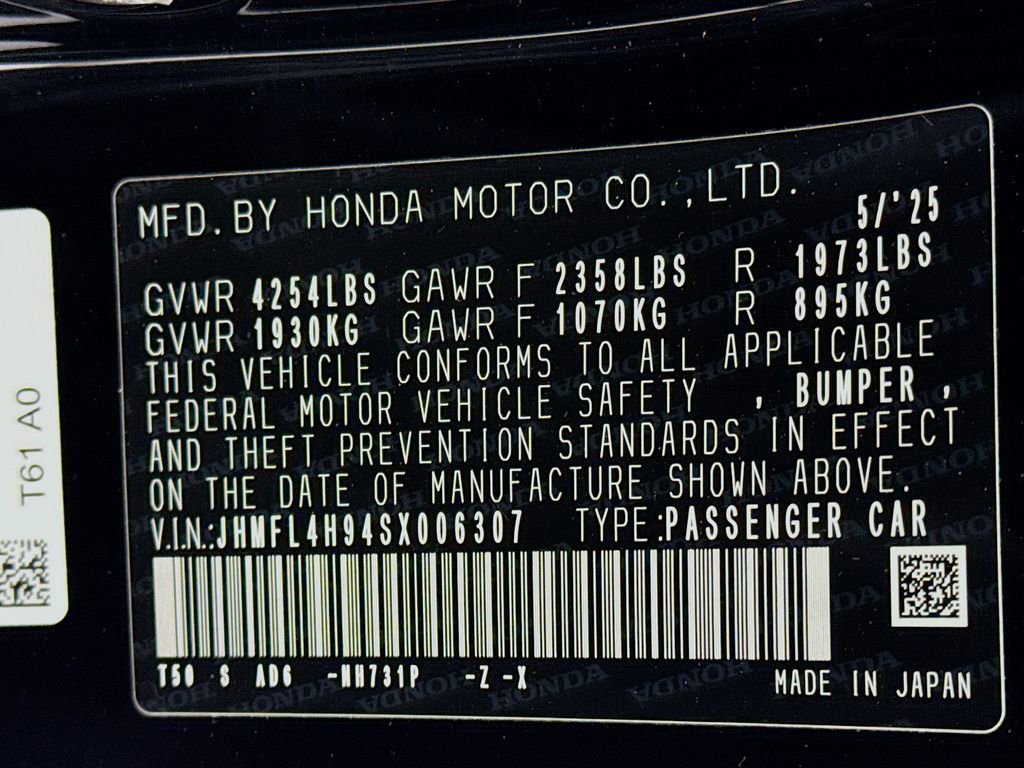 MFD. BY HONDA MOTOR CO., LTD.
5/'25
GVWR 4254LBS GAWR F 2358LBS R 1973LBS
GVWR 1930KG GAWR F 1070KG R 895KG
THIS VEHICLE CONFORMS TO ALL APPLICABLE
FEDERAL MOTOR VEHICLE SAFETY , BUMPER ,
AND THEFT PREVENTION STANDARDS IN EFFECT
ON THE DATE OF MANUFACTURE SHOWN ABOVE.
V.I.N.:JHMFL4H94SX006307 TYPE:PASSENGER CAR
T50 S AD6 -NH731P -Z -X
MADE IN JAPAN
T61 A0